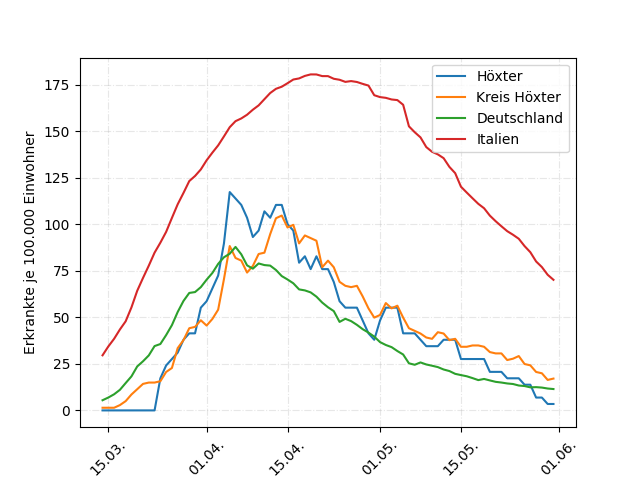 Erkrankte je 100.000 Einwohner
175
150
125
100
75
50
25
0
15.03.
01.04.
15.04.
01.05.
15.05.
01.06.
Höxter
Kreis Höxter
Deutschland
Italien